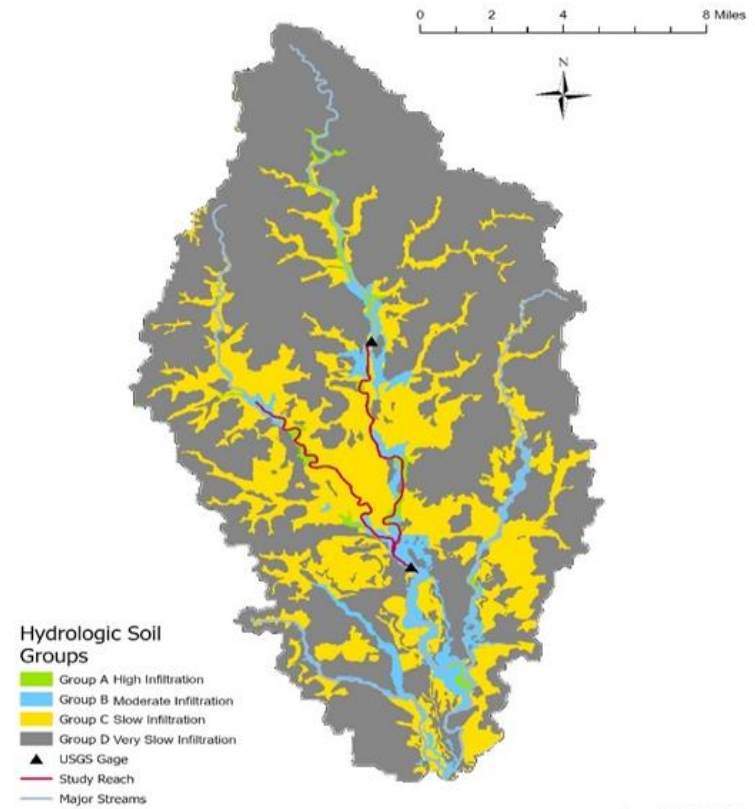 0 2 4 8 Miles
N
Hydrologic Soil
Groups
Group A High Infiltration
Group B Moderate Infiltration
Group C Slow Infiltration
Group D Very Slow Infiltration
USGS Gage
Study Reach
Major Streams